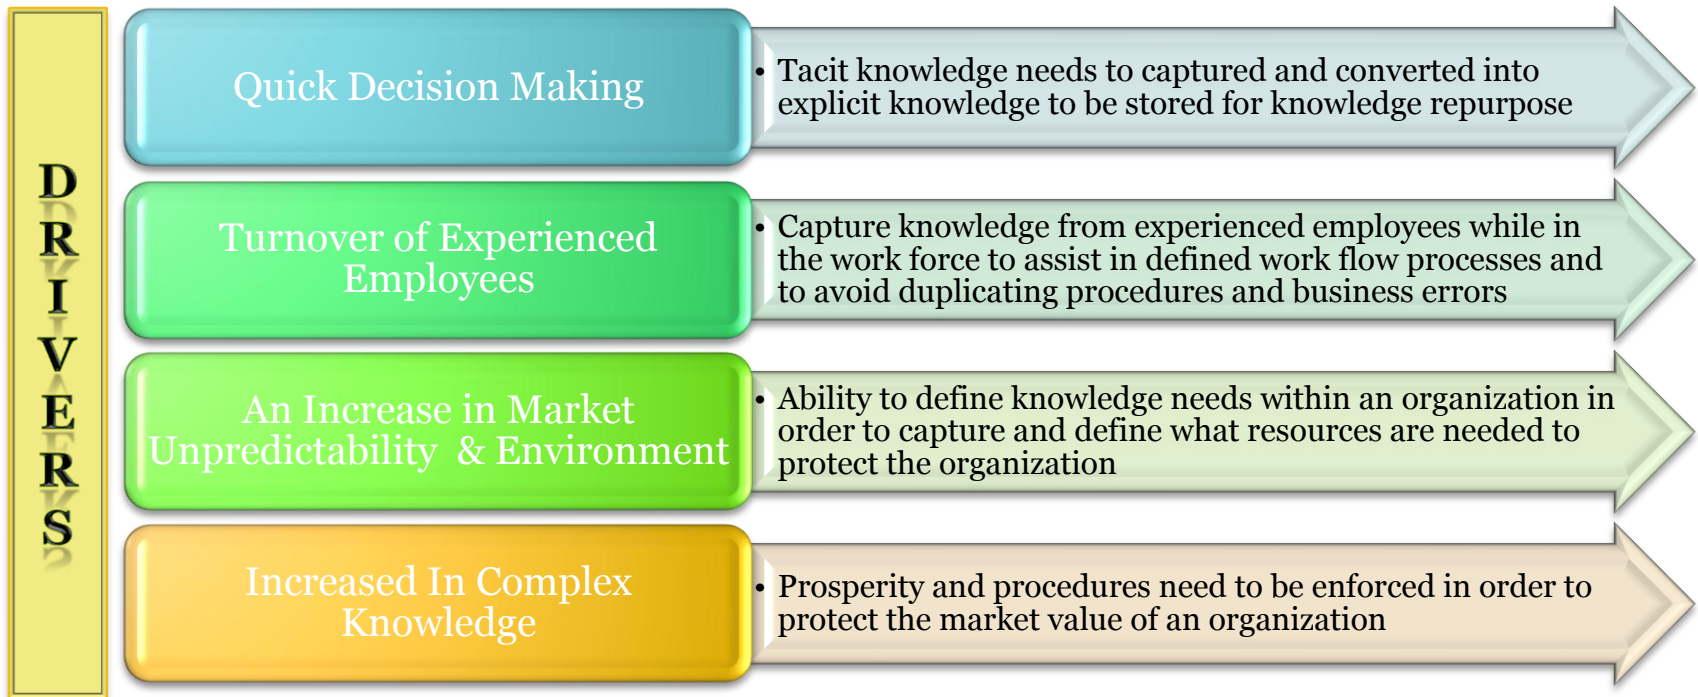 DRIVERS
Quick Decision Making
• Tacit knowledge needs to captured and converted into
explicit knowledge to be stored for knowledge repurpose
Turnover of Experienced
Employees
• Capture knowledge from experienced employees while in
the work force to assist in defined work flow processes and
to avoid duplicating procedures and business errors
An Increase in Market
Unpredictability & Environment
• Ability to define knowledge needs within an organization in
order to capture and define what resources are needed to
protect the organization
Increased In Complex
Knowledge
• Prosperity and procedures need to be enforced in order to
protect the market value of an organization